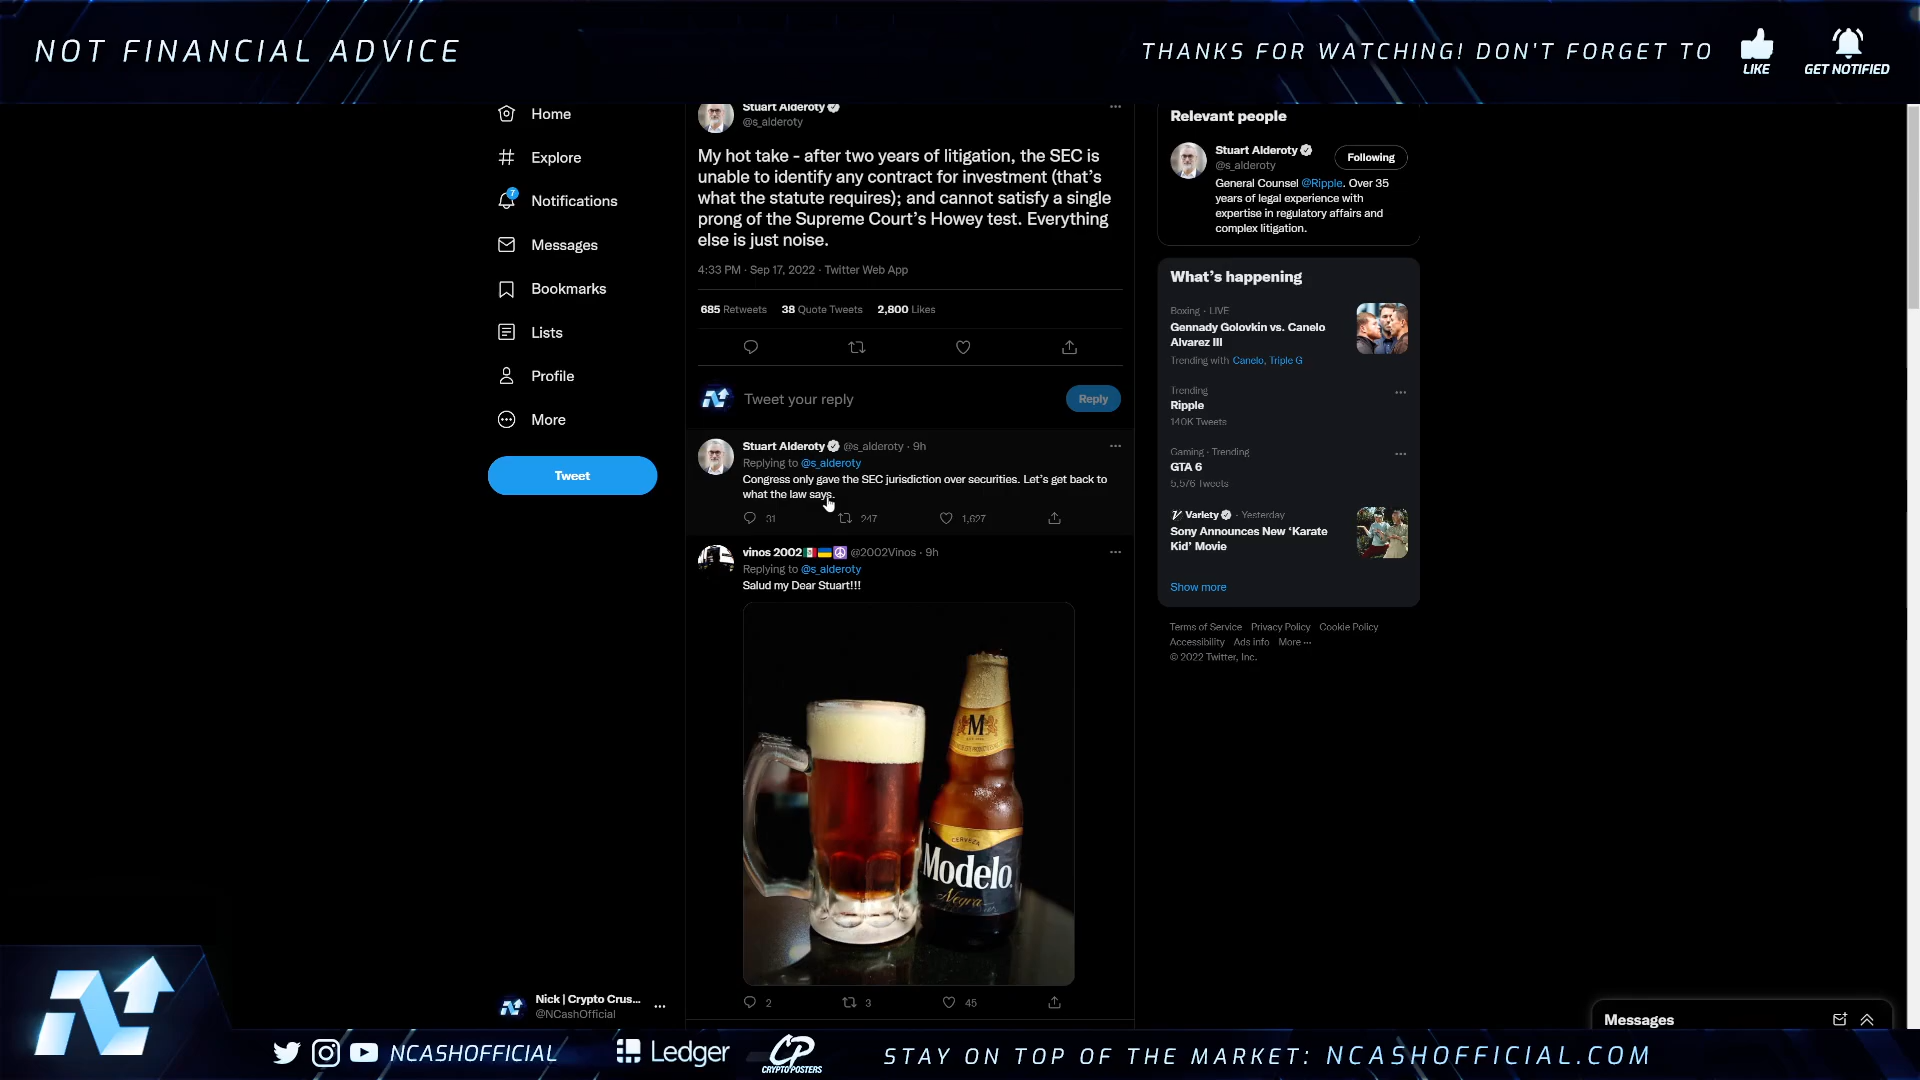 NOT FINANCIAL ADVICE
THANKS FOR WATCHING! DON'T FORGET TO
LIKE
GET NOTIFIED
Home
Explore
7
Notifications
Messages
Bookmarks
Lists
Profile
More
Tweet
Stuart Alderoty
@s_alderoty
My hot take - after two years of litigation, the SEC is
unable to identify any contract for investment (that's
what the statute requires); and cannot satisfy a single
prong of the Supreme Court's Howey test. Everything
else is just noise.
4:33 PM · Sep 17, 2022 · Twitter Web App
685 Retweets 38 Quote Tweets 2,800 Likes
Tweet your reply
Reply
Stuart Alderoty @s_alderoty · 9h
Replying to @s_alderoty
Congress only gave the SEC jurisdiction over securities. Let's get back to
what the law says.
31 247 1,627
vinos 2002 @2002Vinos · 9h
Replying to @s_alderoty
Salud my Dear Stuart!!!
M
CERVEZA
Modelo
Negra
2 3 45
Relevant people
Stuart Alderoty
@s_alderoty
Following
General Counsel @Ripple. Over 35
years of legal experience with
expertise in regulatory affairs and
complex litigation.
What's happening
Boxing · LIVE
Gennady Golovkin vs. Canelo
Alvarez III
Trending with Canelo, Triple G
Trending
Ripple
140K Tweets
Gaming · Trending
GTA 6
5,576 Tweets
Variety · Yesterday
Sony Announces New 'Karate
Kid' Movie
Show more
Terms of Service Privacy Policy Cookie Policy
Accessibility Ads info More ···
© 2022 Twitter, Inc.
Nick | Crypto Crus...
@NCashOfficial
Messages
NCASHOFFICIAL
Ledger
CP
CRYPTOPOSTERS
STAY ON TOP OF THE MARKET: NCASHOFFICIAL.COM